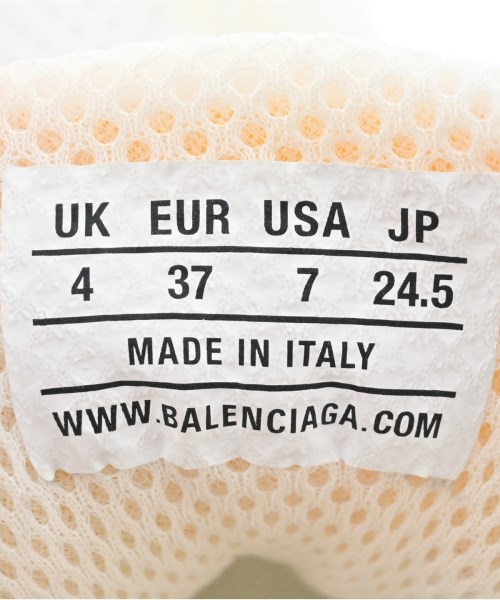 UK EUR USA JP
4 37 7 24.5
MADE IN ITALY
WWW.BALENCIAGA.COM